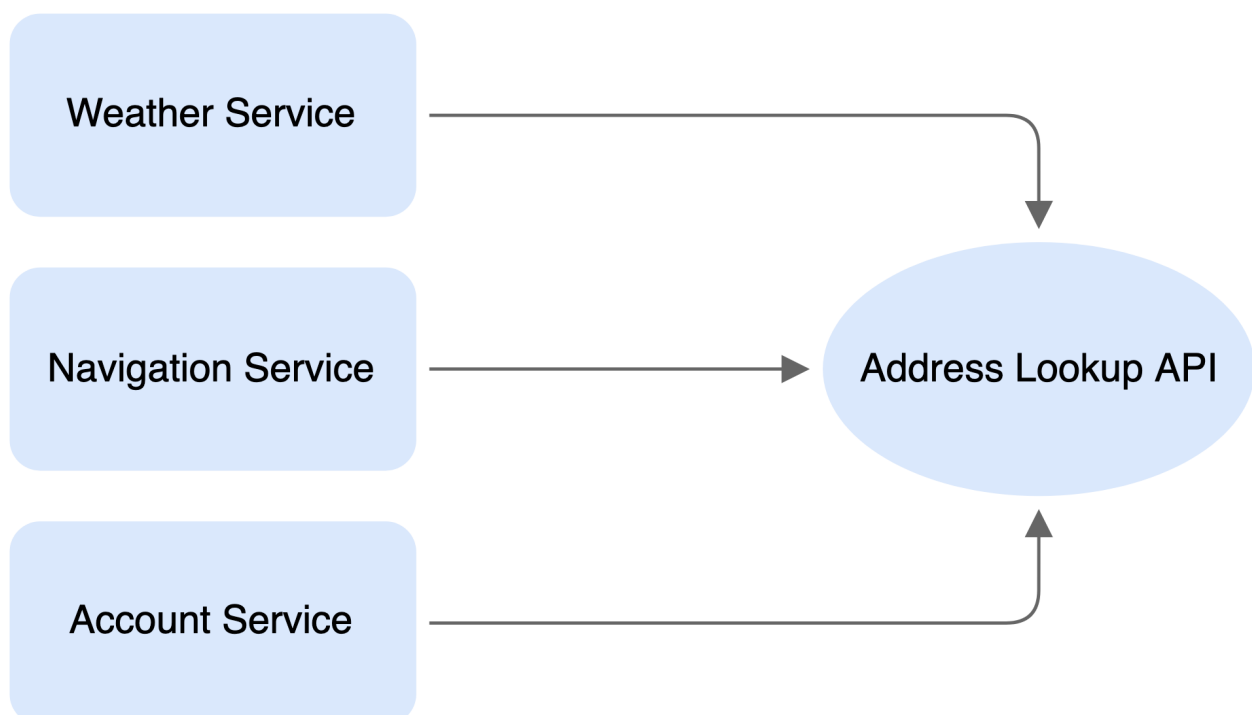 Weather Service
Navigation Service
Address Lookup API
Account Service